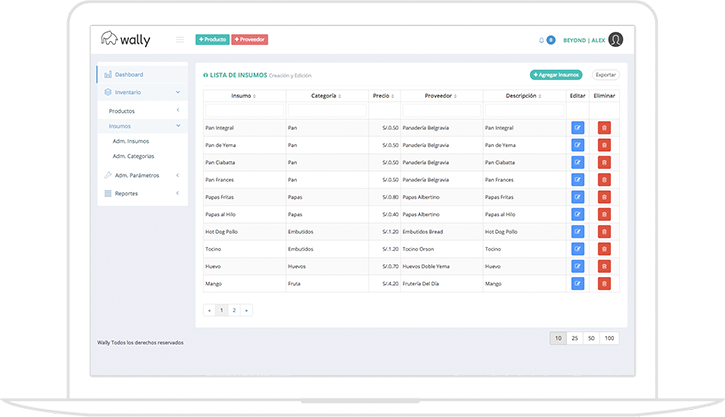 wally
+ Producto + Proveedor
0 BEYOND | ALEX
Dashboard
Inventario
Productos
Insumos
Adm. Insumos
Adm. Categorias
Adm. Parámetros
Reportes
LISTA DE INSUMOS Creación y Edición
+ Agregar Insumos Exportar
Insumo Categoría Precio Proveedor Descripción Editar Eliminar
Pan Integral Pan S/.0.50 Panadería Belgravia Pan Integral
Pan de Yema Pan S/.0.50 Panadería Belgravia Pan de Yema
Pan Ciabatta Pan S/.0.50 Panadería Belgravia Pan Ciabatta
Pan Frances Pan S/.0.50 Panadería Belgravia Pan Frances
Papas Fritas Papas S/.0.80 Papas Albertino Papas Fritas
Papas al Hilo Papas S/.0.40 Papas Albertino Papas al Hilo
Hot Dog Pollo Embutidos S/.1.20 Embutidos Bread Hot Dog Pollo
Tocino Embutidos S/.1.20 Tocino Orson Tocino
Huevo Huevos S/.0.70 Huevos Doble Yema Huevo
Mango Fruta S/.4.20 Frutería Del Día Mango
« 1 2 »
10 25 50 100
Wally Todos los derechos reservados